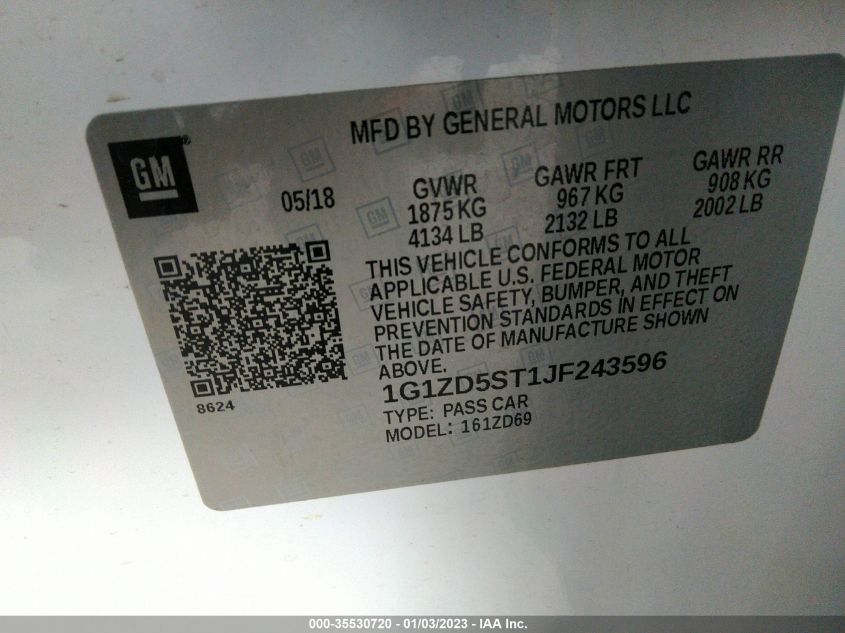 MFD BY GENERAL MOTORS LLC
GM®
05/18
GVWR
1875 KG
4134 LB
GAWR FRT
967 KG
2132 LB
GAWR RR
908 KG
2002 LB
THIS VEHICLE CONFORMS TO ALL
APPLICABLE U.S. FEDERAL MOTOR
VEHICLE SAFETY, BUMPER, AND THEFT
PREVENTION STANDARDS IN EFFECT ON
THE DATE OF MANUFACTURE SHOWN
ABOVE.
1G1ZD5ST1JF243596
TYPE: PASS CAR
MODEL: 161ZD69
8624
000-35530720 - 01/03/2023 - IAA Inc.